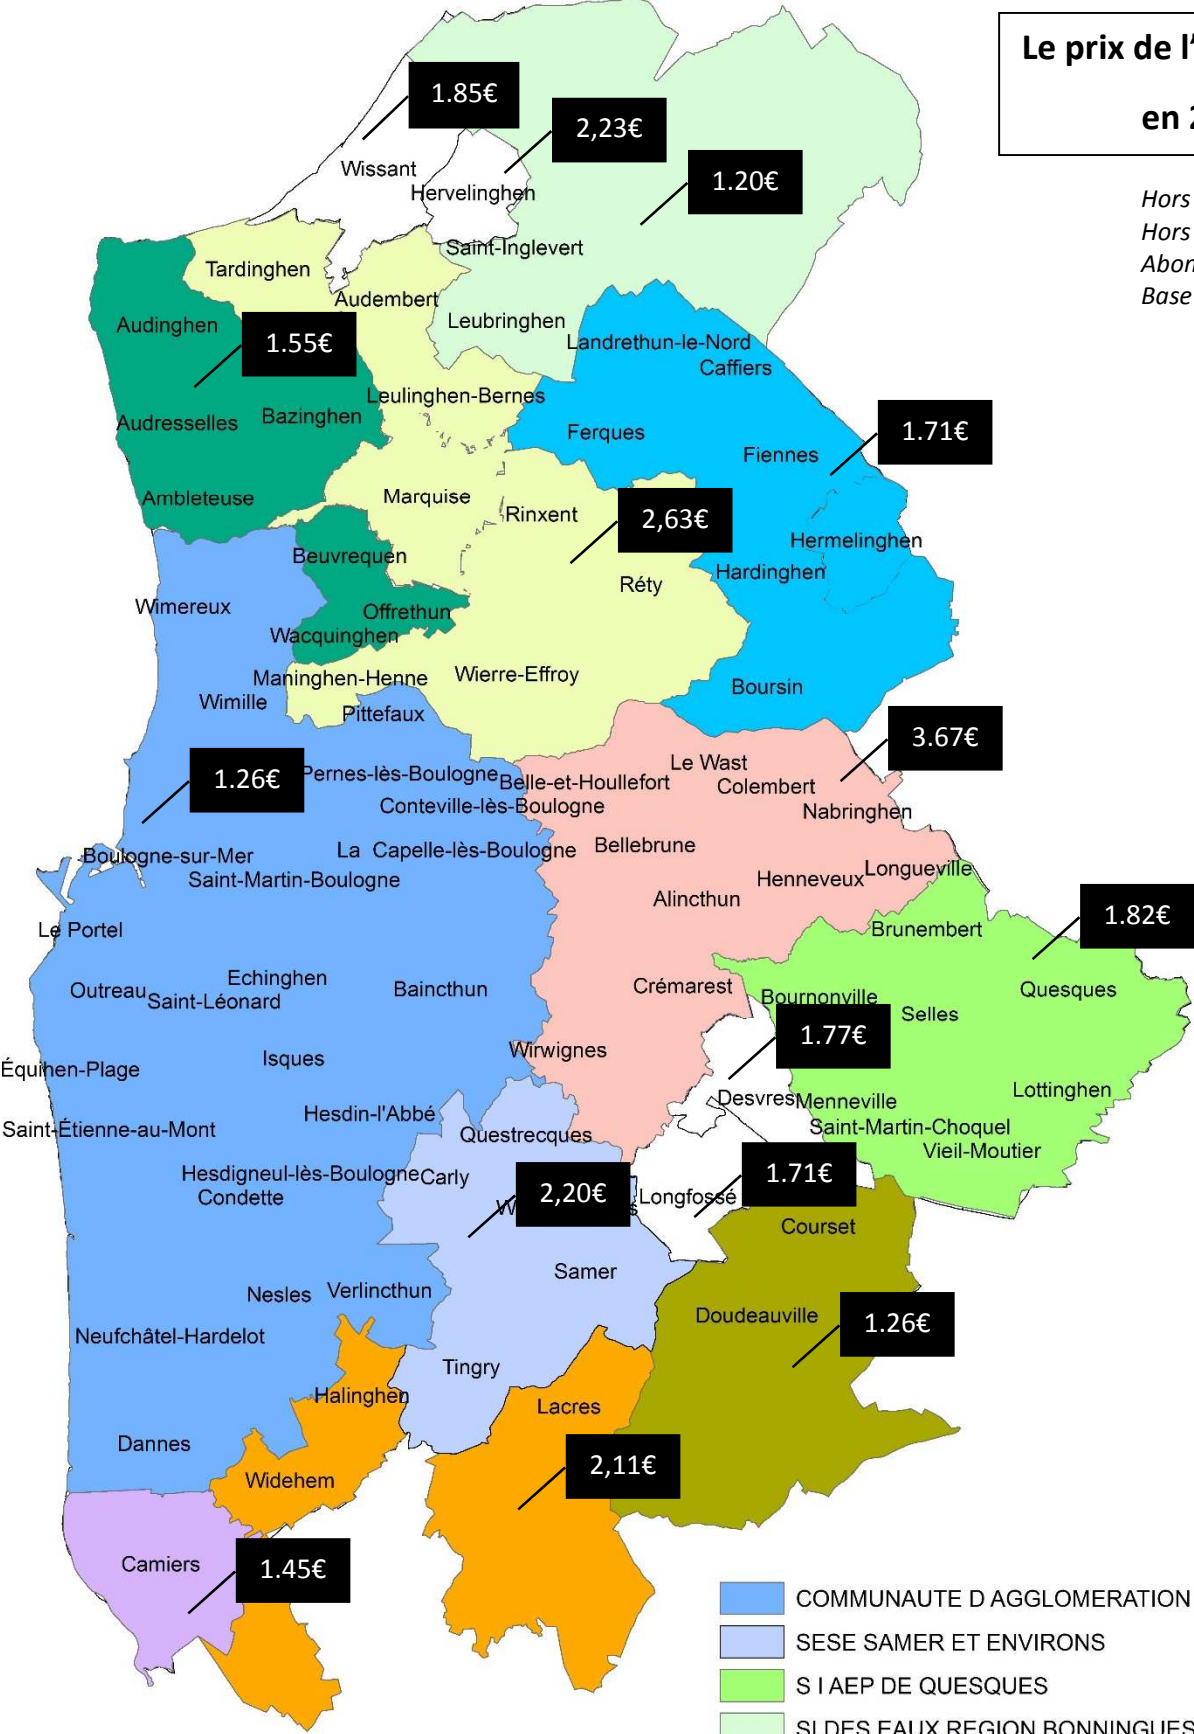 Le prix de l’
en 2
Hors
Hors
Abon
Base
1.85€
2,23€
1.20€
Wissant
Hervelinghen
Saint-Inglevert
Tardinghen
Audembert
Audinghen
1.55€
Leubringhen
Landrethun-le-Nord
Caffiers
Leulinghen-Bernes
Audresselles
Bazinghen
Ferques
1.71€
Fiennes
Ambleteuse
Marquise
Rinxent
2,63€
Hermelinghen
Beuvrequen
Hardinghen
Réty
Wimereux
Offrethun
Wacquinghen
Maninghen-Henne
Wierre-Effroy
Boursin
Wimille
Pittefaux
3.67€
1.26€
Pernes-lès-Boulogne
Belle-et-Houllefort
Le Wast
Colembert
Conteville-lès-Boulogne
Nabringhen
Boulogne-sur-Mer
La Capelle-lès-Boulogne
Bellebrune
Saint-Martin-Boulogne
Henneveux
Longueville
Alincthun
1.82€
Le Portel
Brunembert
Echinghen
Outreau
Saint-Léonard
Baincthun
Crémarest
Bournonville
Quesques
Selles
1.77€
Isques
Wirwignes
Équihen-Plage
Desvres
Menneville
Lottinghen
Hesdin-l'Abbé
Saint-Étienne-au-Mont
Questrecques
Saint-Martin-Choquel
Vieil-Moutier
Hesdigneul-lès-Boulogne
Carly
1.71€
Condette
2,20€
Longfossé
Courset
Samer
Nesles
Verlincthun
Doudeauville
1.26€
Neufchâtel-Hardelot
Tingry
Halinghen
Lacres
Dannes
2,11€
Widehem
Camiers
1.45€
COMMUNAUTE D AGGLOMERATION
SESE SAMER ET ENVIRONS
S I AEP DE QUESQUES
SI DES EAUX REGION BONNINGUES